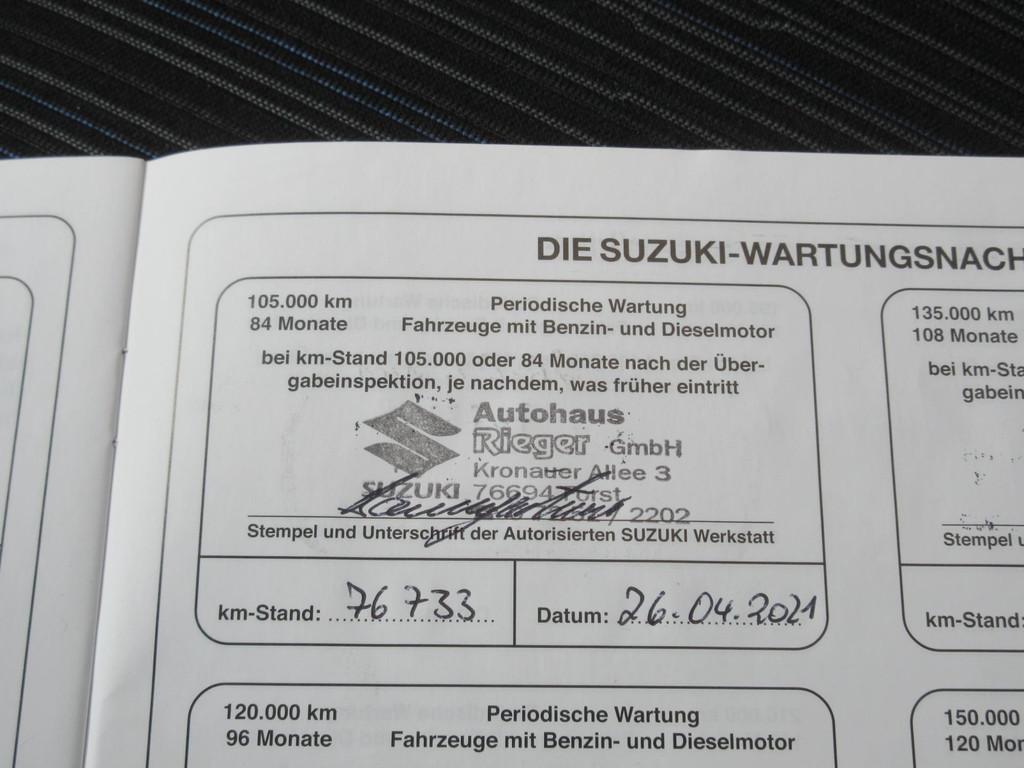 DIE SUZUKI-WARTUNGSNACH
105.000 km Periodische Wartung
84 Monate Fahrzeuge mit Benzin- und Dieselmotor
bei km-Stand 105.000 oder 84 Monate nach der Über-
gabeinspektion, je nachdem, was früher eintritt
Autohaus
Rieger GmbH
Kronauer Allee 3
SUZUKI 76694 Forst
2202
Stempel und Unterschrift der Autorisierten SUZUKI Werkstatt
km-Stand: 76 733 Datum: 26.04.2021
135.000 km
108 Monate
bei km-Sta
gabein
Stempel u
km-Stand:
120.000 km Periodische Wartung
96 Monate Fahrzeuge mit Benzin- und Dieselmotor
150.000
120 Mon